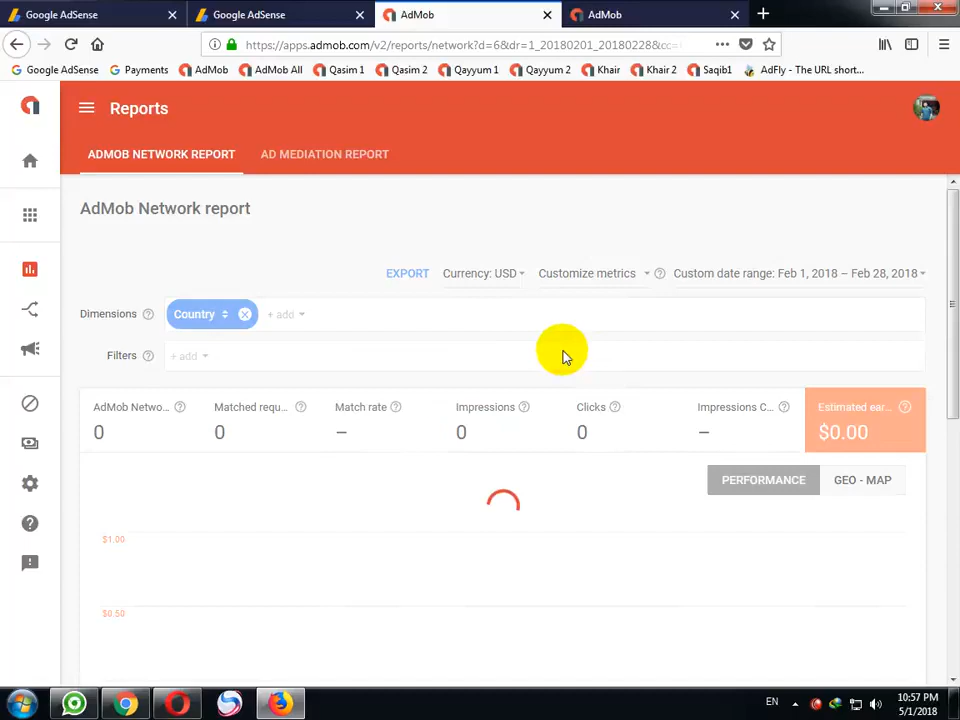 Google AdSense
Google AdSense
AdMob
AdMob
https://apps.admob.com/v2/reports/network?d=6&dr=1_20180201_20180228&cc=
Google AdSense
Payments
AdMob
AdMob All
Qasim 1
Qasim 2
Qayyum 1
Qayyum 2
Khair
Khair 2
Saqib1
AdFly - The URL short...
Reports
ADMOB NETWORK REPORT
AD MEDIATION REPORT
AdMob Network report
EXPORT
Currency: USD
Customize metrics
Custom date range: Feb 1, 2018 – Feb 28, 2018
Dimensions
Country
+ add
Filters
+ add
AdMob Netwo...
Matched requ...
Match rate
Impressions
Clicks
Impressions C...
Estimated ear...
0
0
–
0
0
–
$0.00
PERFORMANCE
GEO - MAP
$1.00
$0.50
EN
10:57 PM
5/1/2018